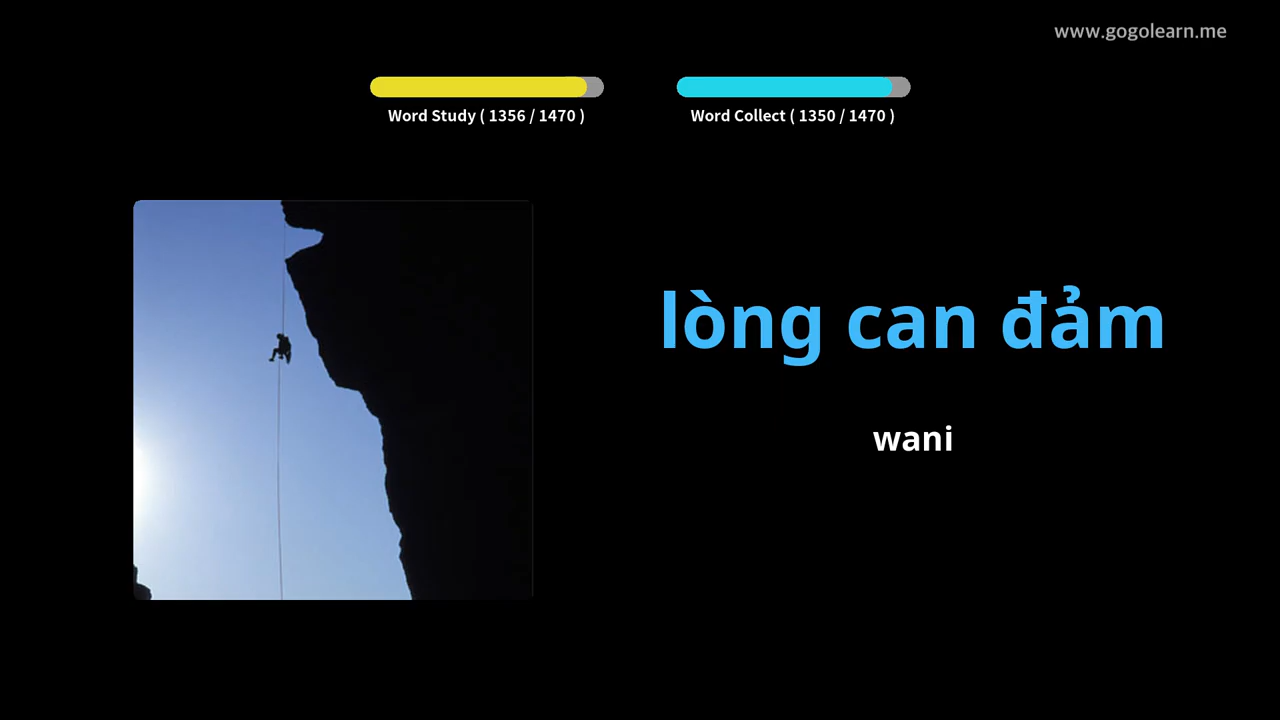 www.gogolearn.me
Word Study ( 1356 / 1470 )
Word Collect ( 1350 / 1470 )
lòng can đảm
wani